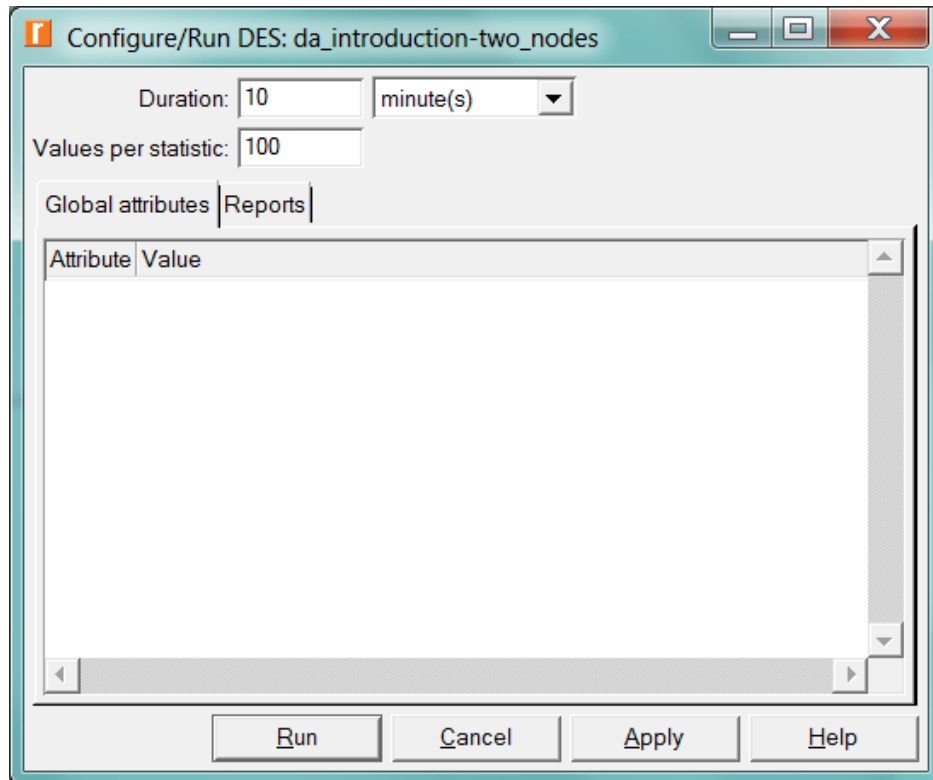 r Configure/Run DES: da_introduction-two_nodes X
Duration: 10 minute(s)
Values per statistic: 100
Global attributes Reports
Attribute Value
Run Cancel Apply Help